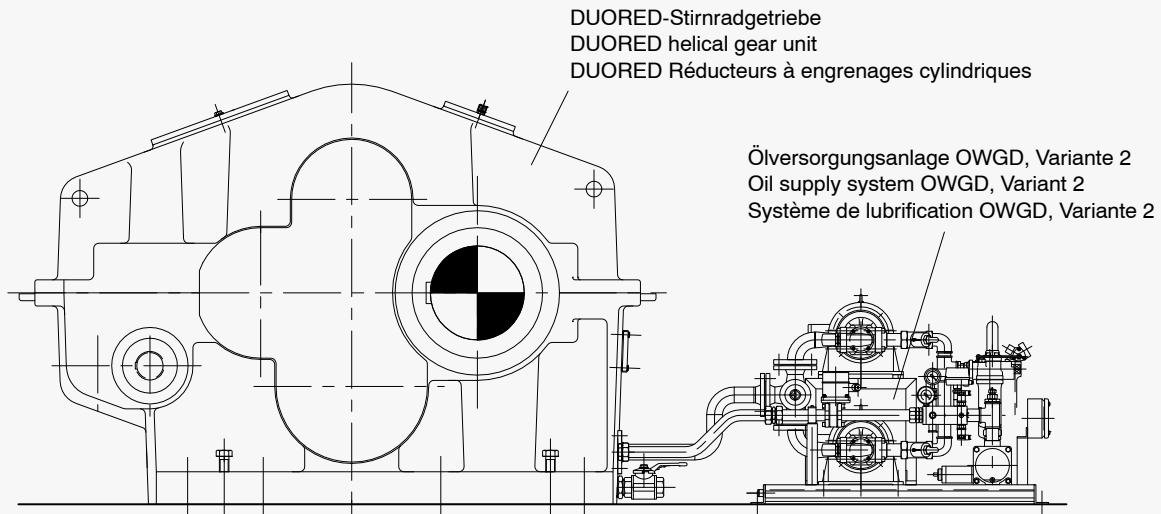 DUORED-Stirnradgetriebe
DUORED helical gear unit
DUORED Réducteurs à engrenages cylindriques
Ölversorgungsanlage OWGD, Variante 2
Oil supply system OWGD, Variant 2
Système de lubrification OWGD, Variante 2